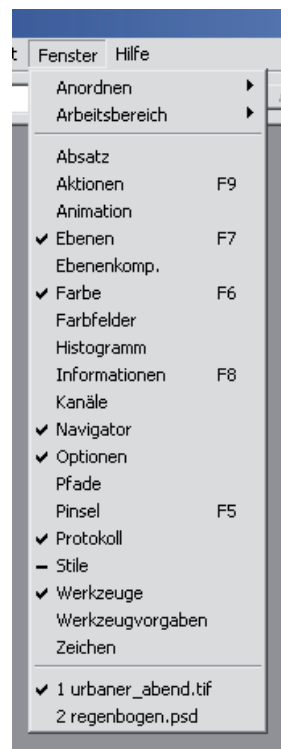 t Fenster Hilfe
Anordnen
Arbeitsbereich
Absatz
Aktionen F9
Animation
Ebenen F7
Ebenenkomp.
Farbe F6
Farbfelder
Histogramm
Informationen F8
Kanäle
Navigator
Optionen
Pfade
Pinsel F5
Protokoll
Stile
Werkzeuge
Werkzeugvorgaben
Zeichen
1 urbaner_abend.tif
2 regenbogen.psd